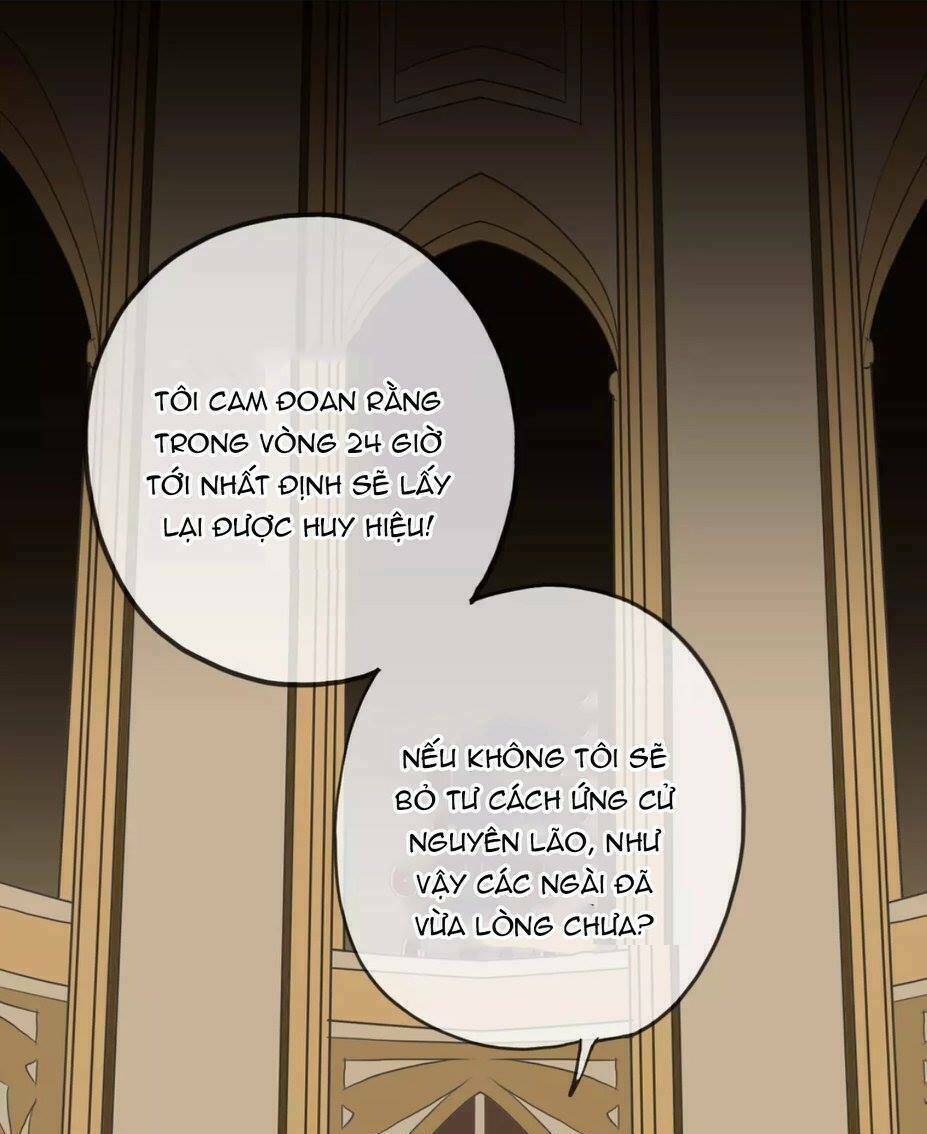 TÔI CAM ĐOAN RẰNG
TRONG VÒNG 24 GIỜ
TỚI NHẤT ĐỊNH SẼ LẤY
LẠI ĐƯỢC HUY HIỆU!
NẾU KHÔNG TÔI SẼ
BỎ TƯ CÁCH ỨNG CỬ
NGUYÊN LÃO, NHƯ
VẬY CÁC NGÀI ĐÃ
VỪA LÒNG CHƯA?